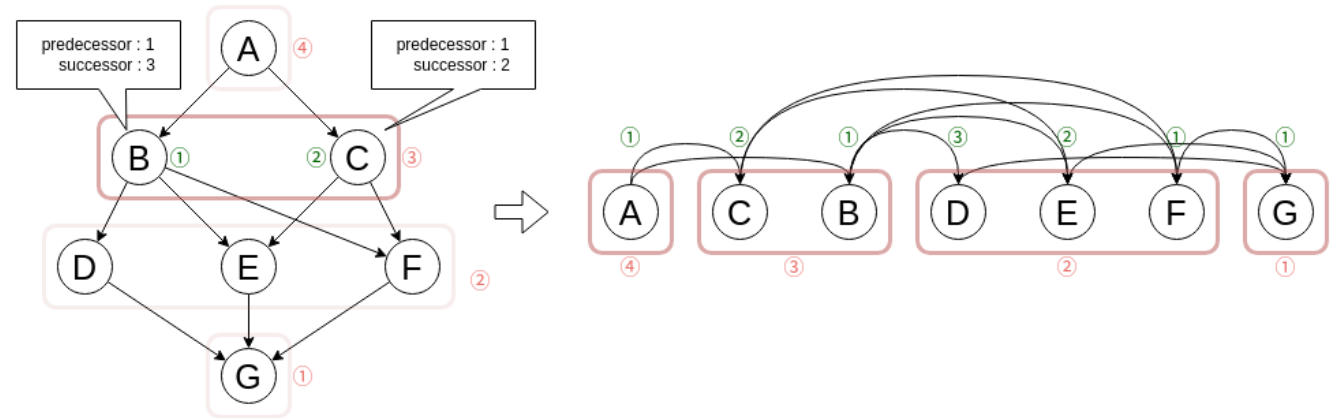 predecessor : 1
successor : 3
A
④
predecessor : 1
successor : 2
B
①
②
C
③
D
E
F
②
G
①
①
②
①
③
②
①
①
A
C
B
D
E
F
G
④
③
②
①